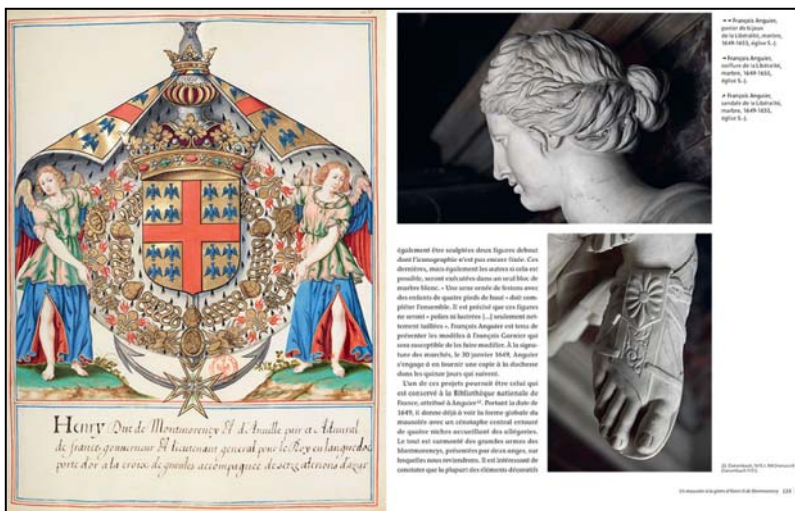 Henry Duc de Montmorency Sr d'Anville pair et Admiral
de france, gouverneur & lieutenant general pour le Roy en languedoc
porte d'or a la croix de gueules accompagnee de seize alerions d'azur
François Anguier,
panier de bijoux
de la Libéralité, marbre,
1649-1653, église S.-J.
François Anguier,
coiffure de la Libéralité,
marbre, 1649-1653,
église S.-J.
François Anguier,
sandale de la Libéralité,
marbre, 1649-1653,
église S.-J.
également être sculptées deux figures debout
dont l'iconographie n'est pas encore fixée. Ces
dernières, mais également les autres si cela est
possible, seront exécutées dans un seul bloc de
marbre blanc. « Une urne ornée de festons avec
des enfants de quatre pieds de haut » doit com-
pléter l'ensemble. Il est précisé que ces figures
ne seront « polies ni lustrées [...] seulement net-
tement taillées ». François Anguier est tenu de
présenter les modèles à François Garnier qui
sera susceptible de les faire modifier. À la signa-
ture des marchés, le 30 janvier 1649, Anguier
s'engage à en fournir une copie à la duchesse
dans les quinze jours qui suivent.
L'un de ces projets pourrait être celui qui
est conservé à la Bibliothèque nationale de
France, attribué à Anguier. Portant la date de
1649, il donne déjà à voir la forme globale du
mausolée avec un cénotaphe central entouré
de quatre niches accueillant des allégories.
Le tout est surmonté des grandes armes des
Montmorency, présentées par deux anges, sur
lesquelles nous reviendrons. Il est intéressant de
constater que la plupart des éléments décoratifs
Un mausolée à la gloire d'Henri II de Montmorency